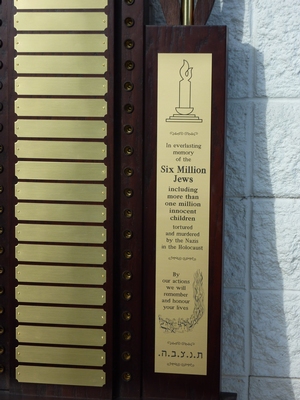 In everlasting
memory
of the
Six Million
Jews
including
more than
one million
innocent
children
tortured
and murdered
by the Nazis
in the Holocaust
By
our actions
we will
remember
and honour
your lives
ת.נ.צ.ב.ה.